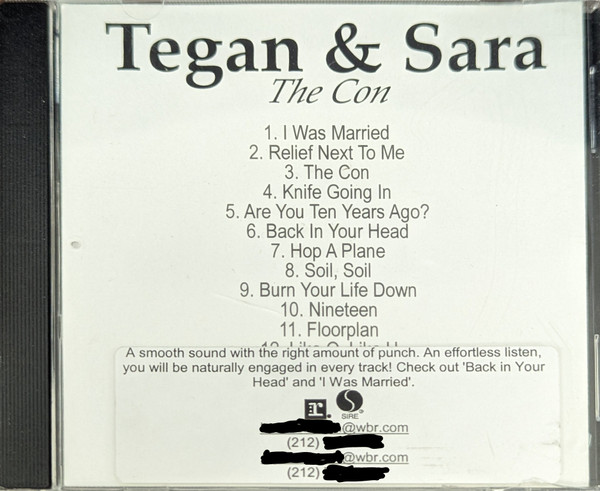 Tegan & Sara
The Con
1. I Was Married
2. Relief Next To Me
3. The Con
4. Knife Going In
5. Are You Ten Years Ago?
6. Back In Your Head
7. Hop A Plane
8. Soil, Soil
9. Burn Your Life Down
10. Nineteen
11. Floorplan
A smooth sound with the right amount of punch. An effortless listen,
you will be naturally engaged in every track! Check out 'Back in Your
Head' and 'I Was Married'.
SIRE
@wbr.com
(212)
@wbr.com
(212)